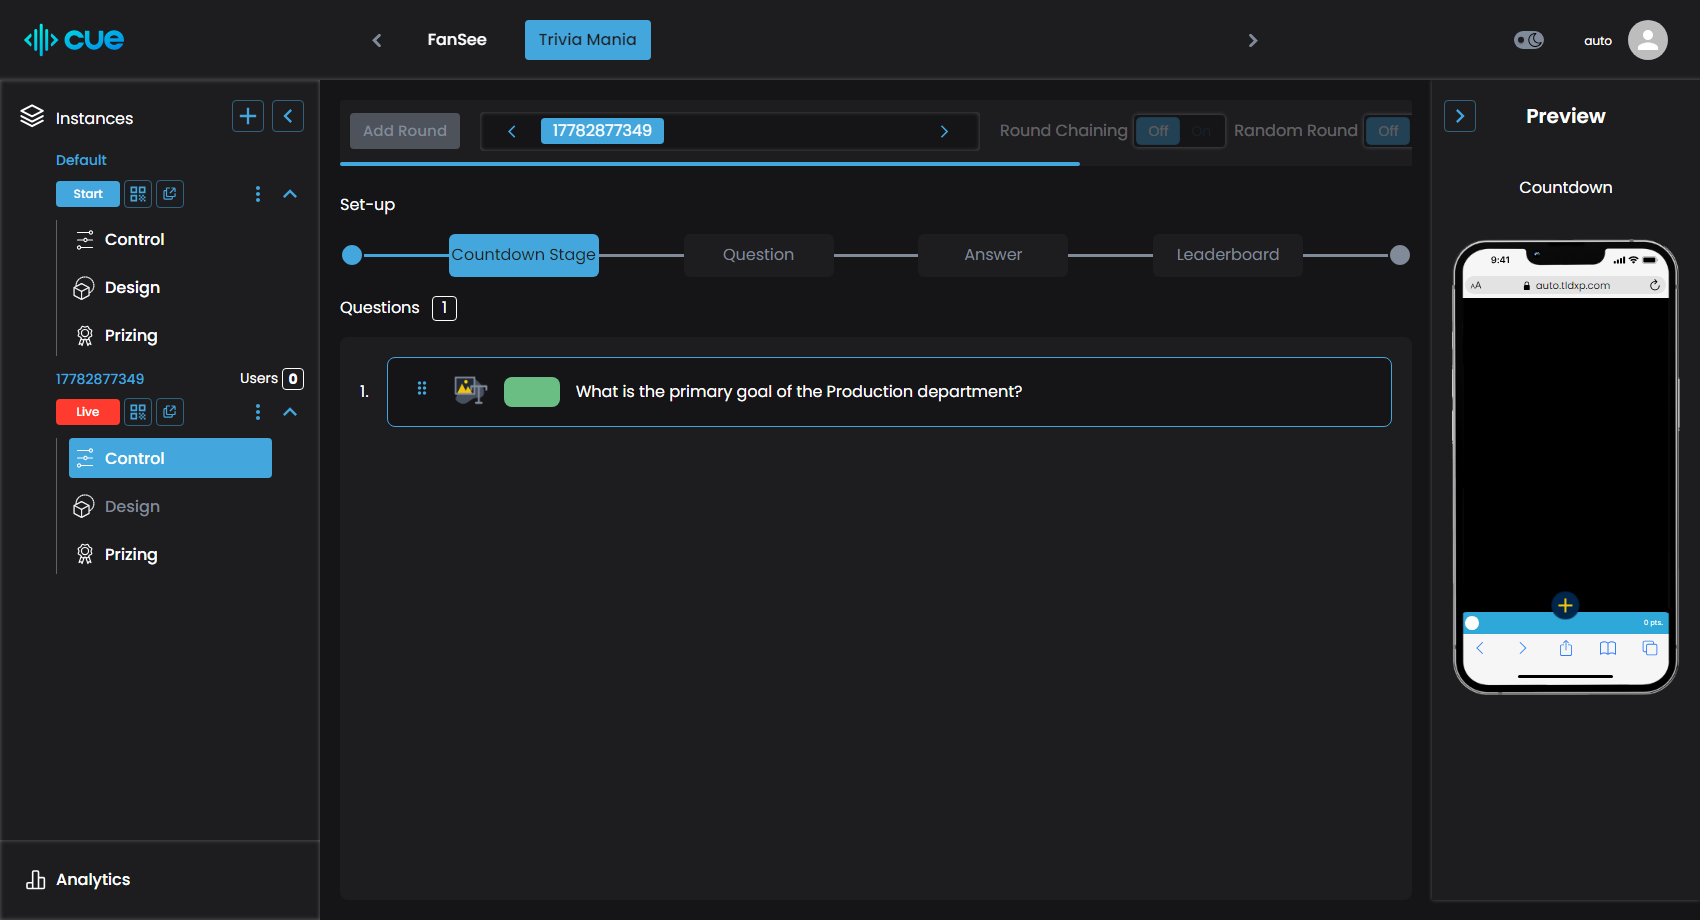 cue
FanSee
Trivia Mania
auto
Instances
Default
Start
Control
Design
Prizing
17782877349
Users 0
Live
Control
Design
Prizing
Analytics
Add Round
17782877349
Round Chaining
Off
On
Random Round
Off
Set-up
Countdown Stage
Question
Answer
Leaderboard
Questions 1
1.
What is the primary goal of the Production department?
Preview
Countdown
9:41
AA
auto.tldxp.com
0 pts.